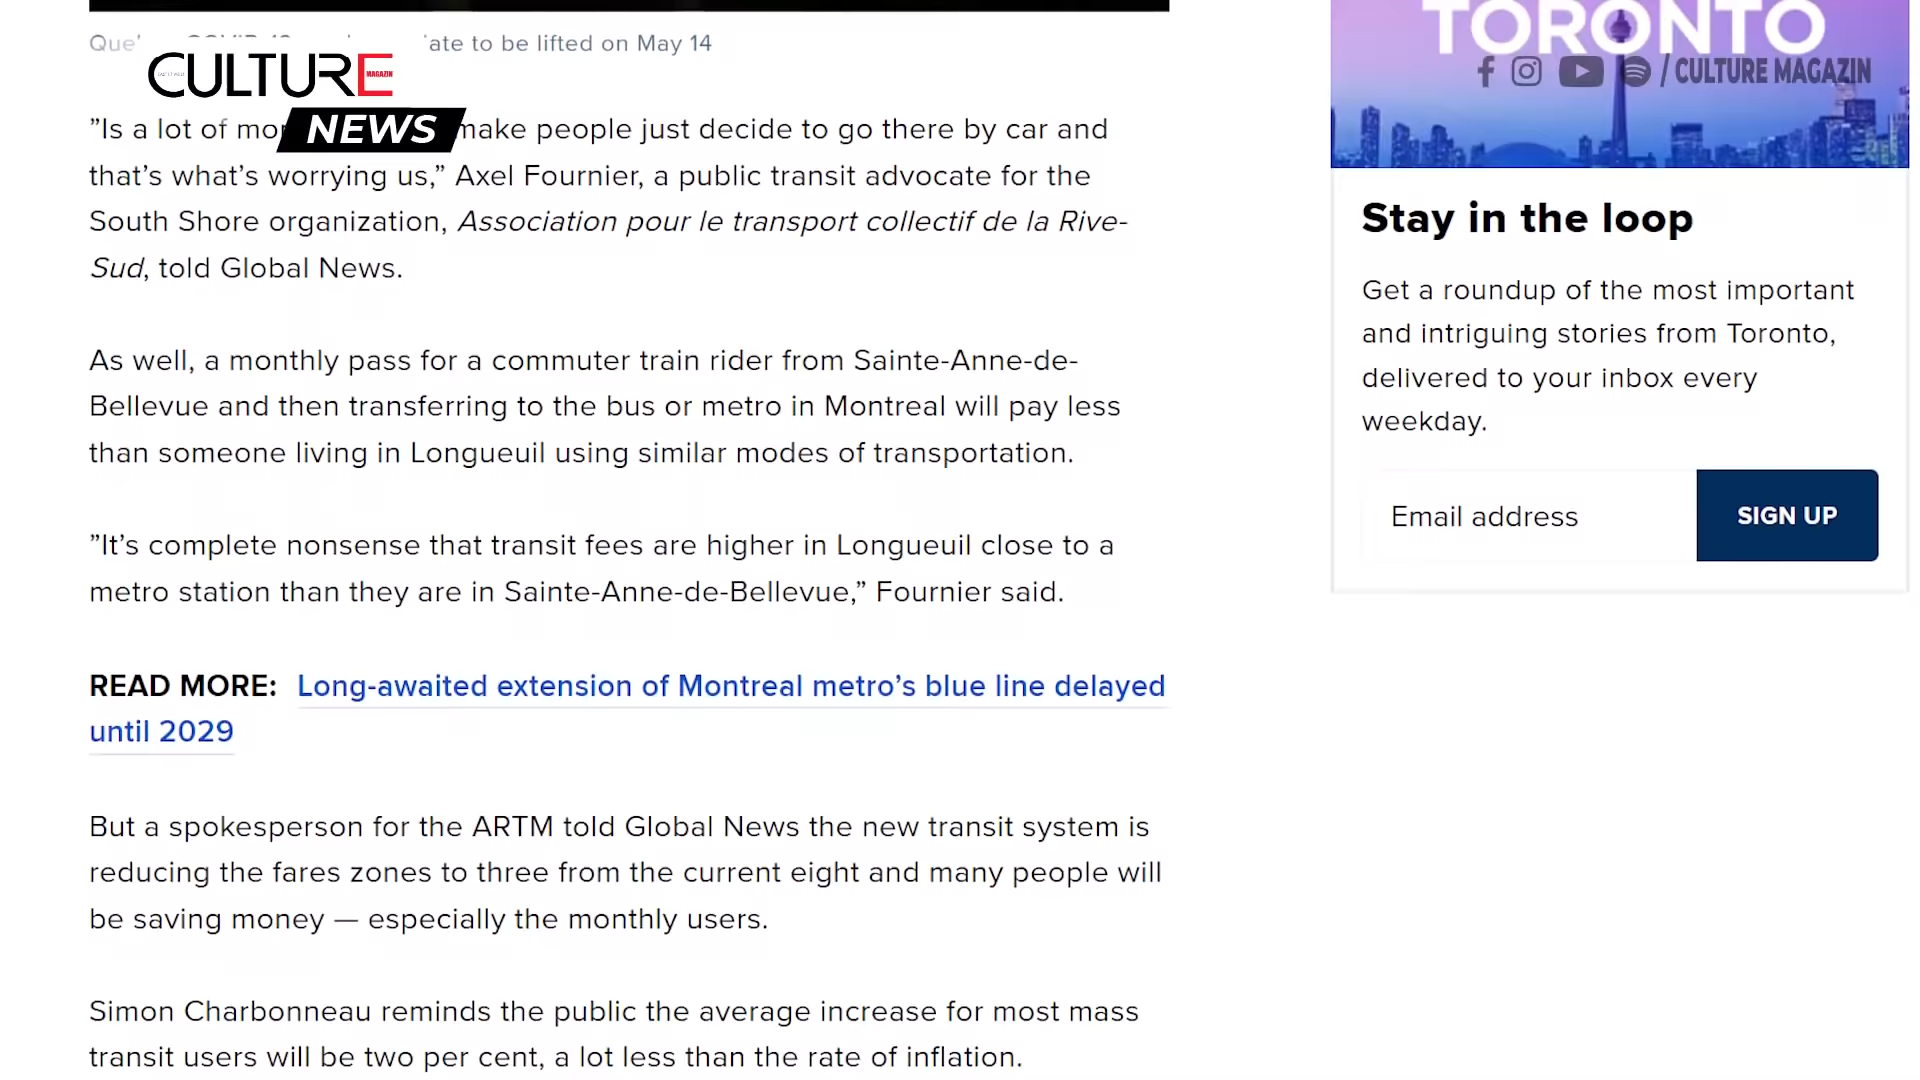 ate to be lifted on May 14
CULTURE
MAGAZIN
NEWS
"Is a lot of make people just decide to go there by car and
that's what's worrying us," Axel Fournier, a public transit advocate for the
South Shore organization, Association pour le transport collectif de la Rive-
Sud, told Global News.
As well, a monthly pass for a commuter train rider from Sainte-Anne-de-
Bellevue and then transferring to the bus or metro in Montreal will pay less
than someone living in Longueuil using similar modes of transportation.
"It's complete nonsense that transit fees are higher in Longueuil close to a
metro station than they are in Sainte-Anne-de-Bellevue," Fournier said.
READ MORE: Long-awaited extension of Montreal metro's blue line delayed
until 2029
But a spokesperson for the ARTM told Global News the new transit system is
reducing the fares zones to three from the current eight and many people will
be saving money — especially the monthly users.
Simon Charbonneau reminds the public the average increase for most mass
transit users will be two per cent, a lot less than the rate of inflation.
TORONTO
/ CULTURE MAGAZIN
Stay in the loop
Get a roundup of the most important
and intriguing stories from Toronto,
delivered to your inbox every
weekday.
Email address
SIGN UP